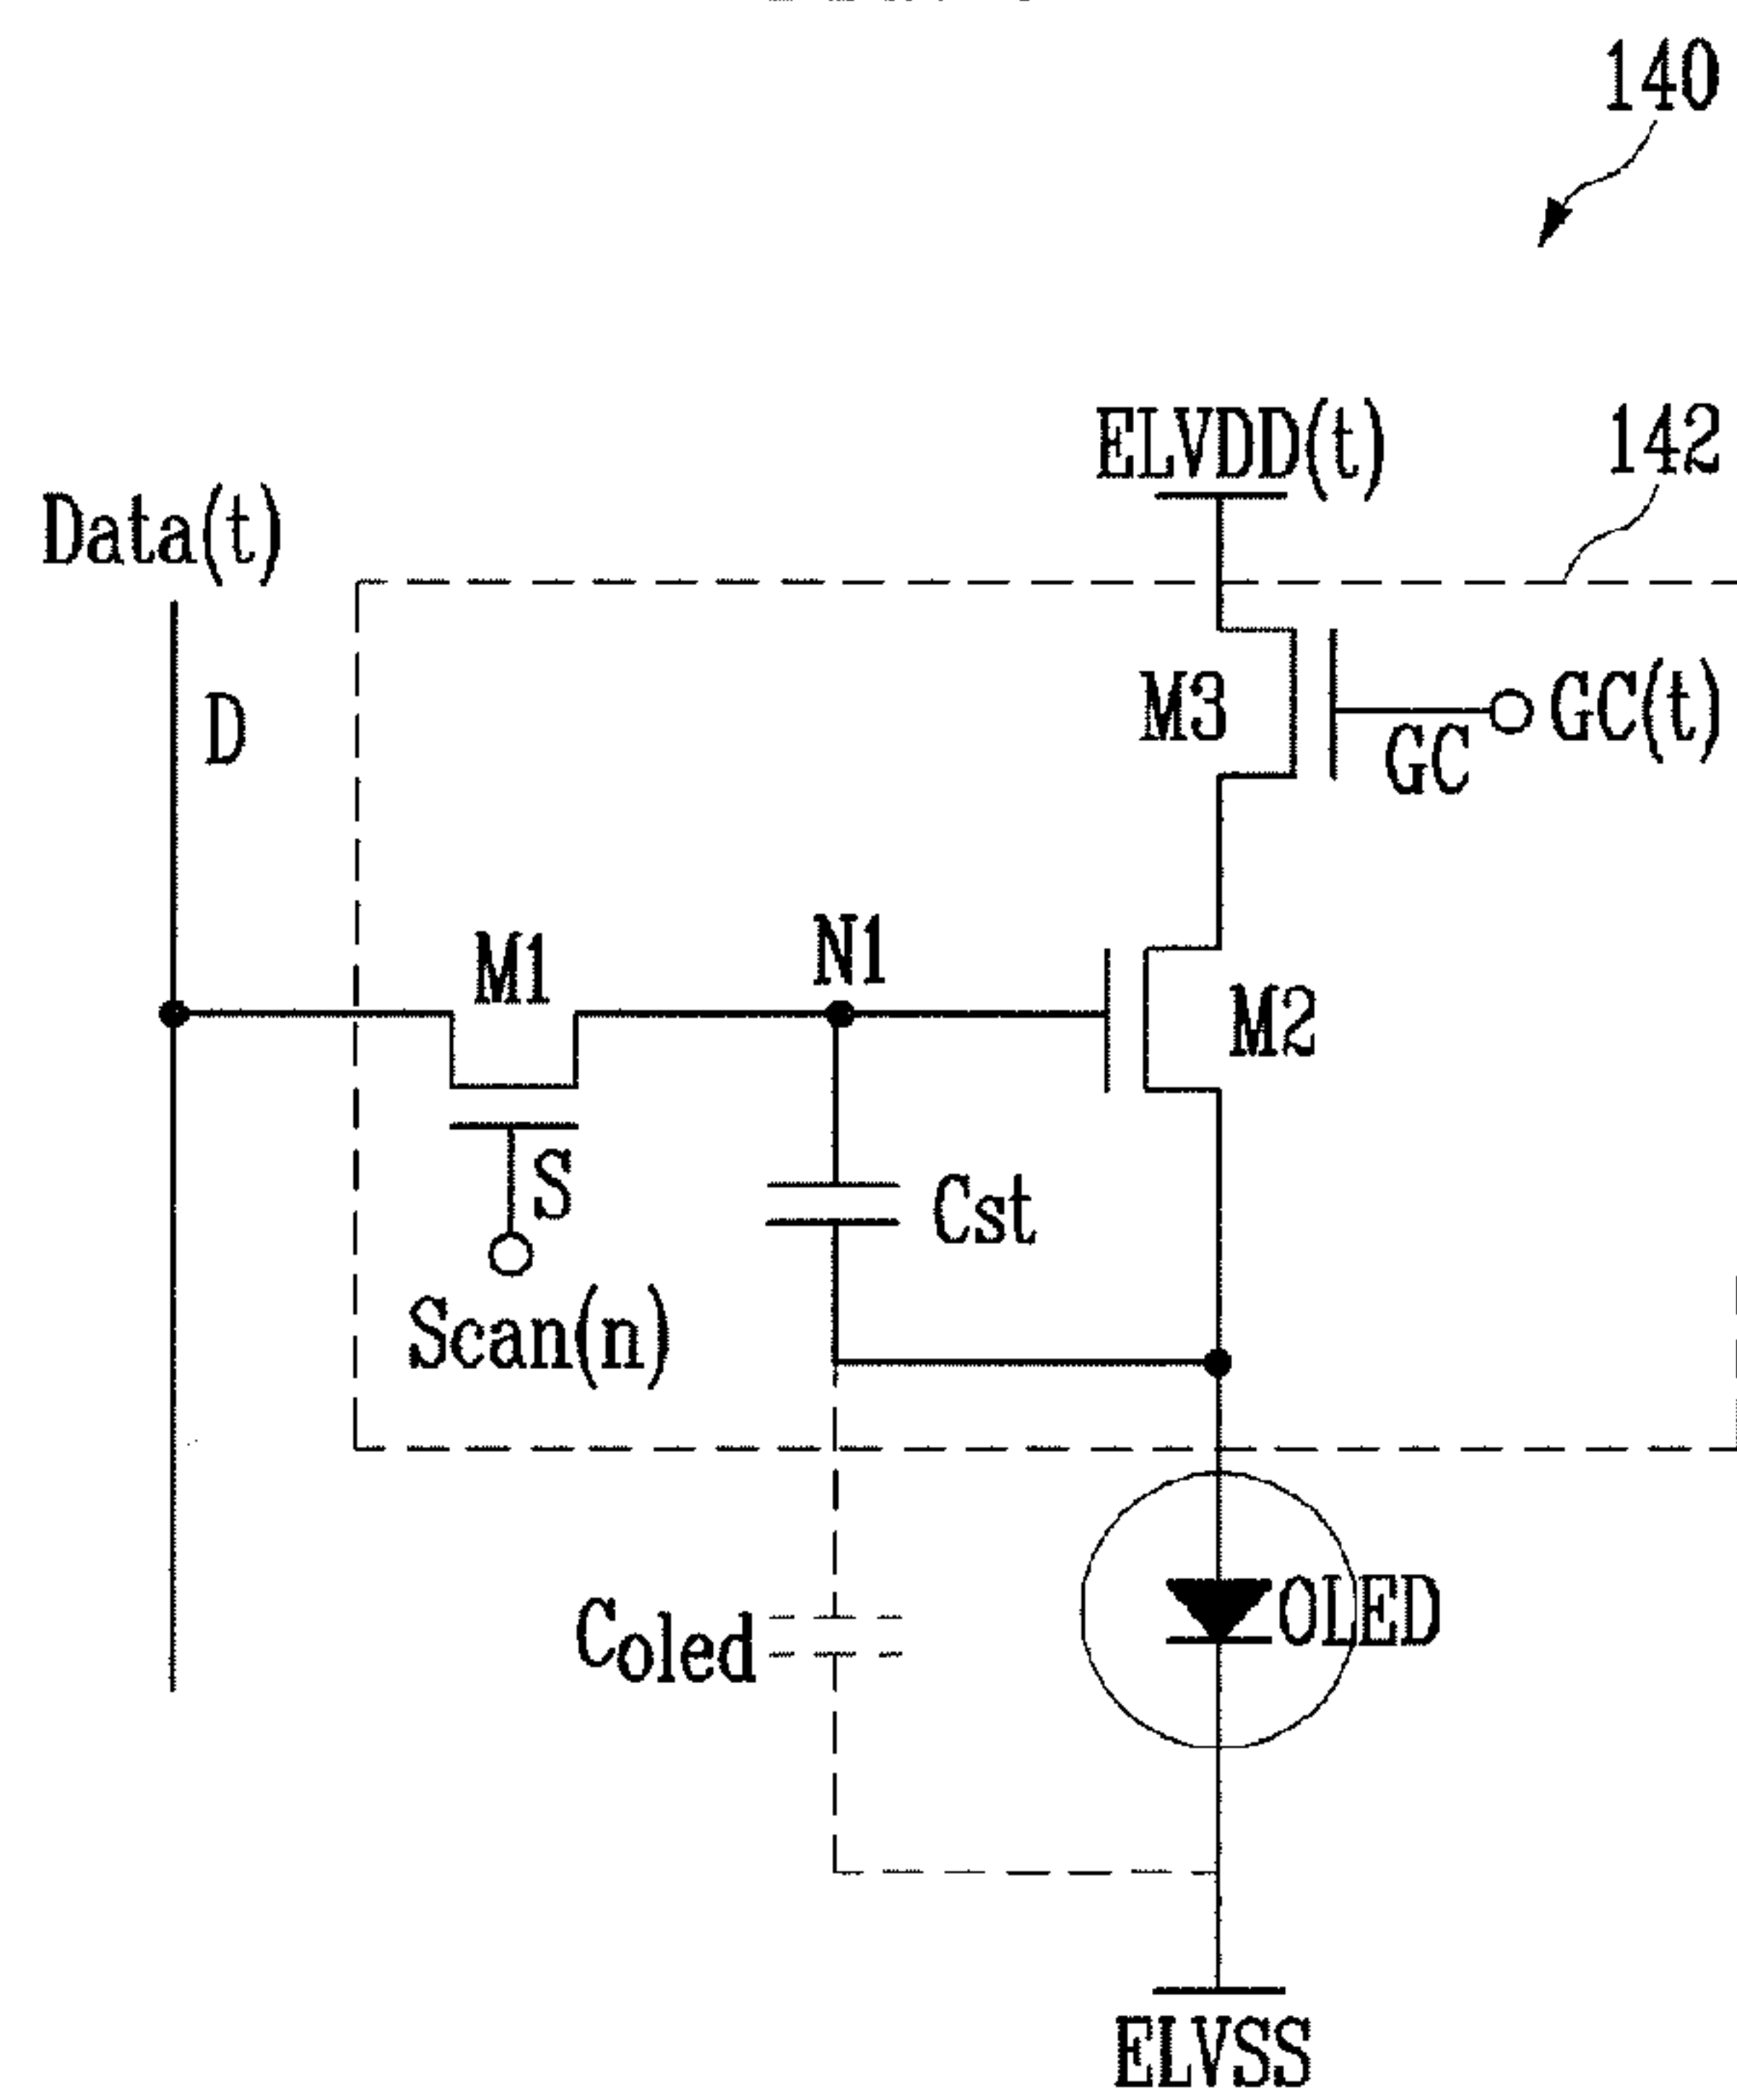 140
ELVDD(t)
142
Data(t)
D
M3
GC
GC(t)
M1
N1
M2
S
Cst
Scan(n)
Coled
OLED
ELVSS